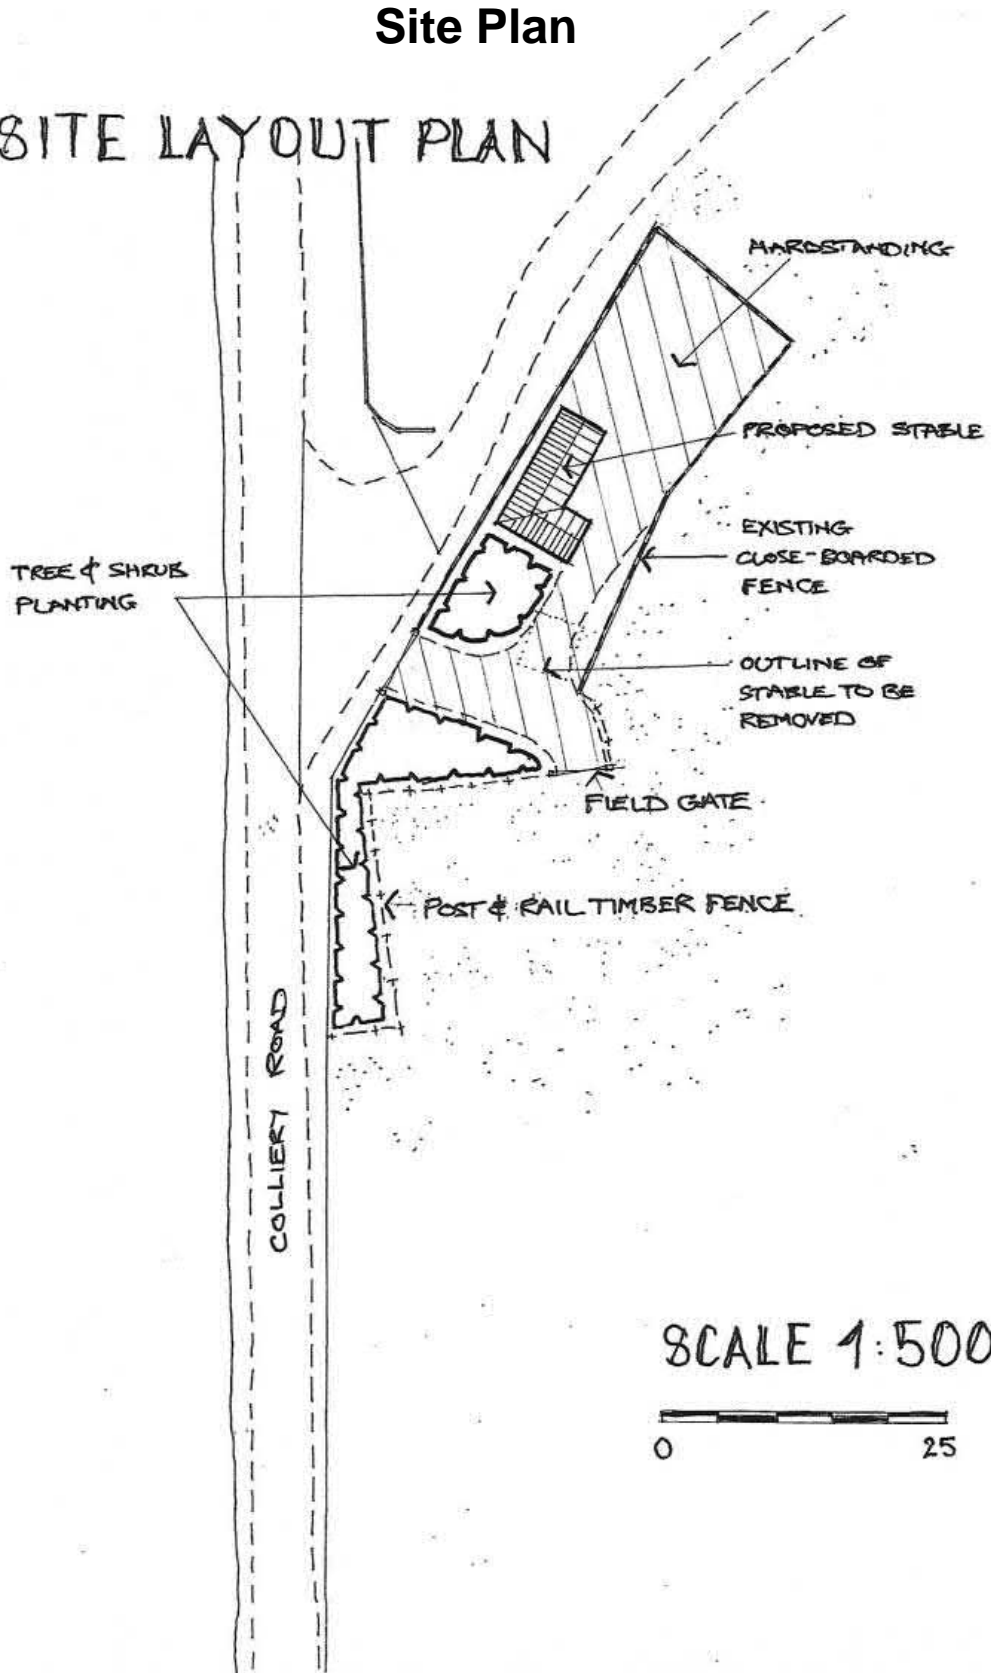 Site Plan
SITE LAYOUT PLAN
HARDSTANDING
PROPOSED STABLE
EXISTING
CLOSE-BOARDED
FENCE
TREE & SHRUB
PLANTING
OUTLINE OF
STABLE TO BE
REMOVED
FIELD GATE
POST & RAIL TIMBER FENCE
COLLIERY ROAD
SCALE 1:500
0 25